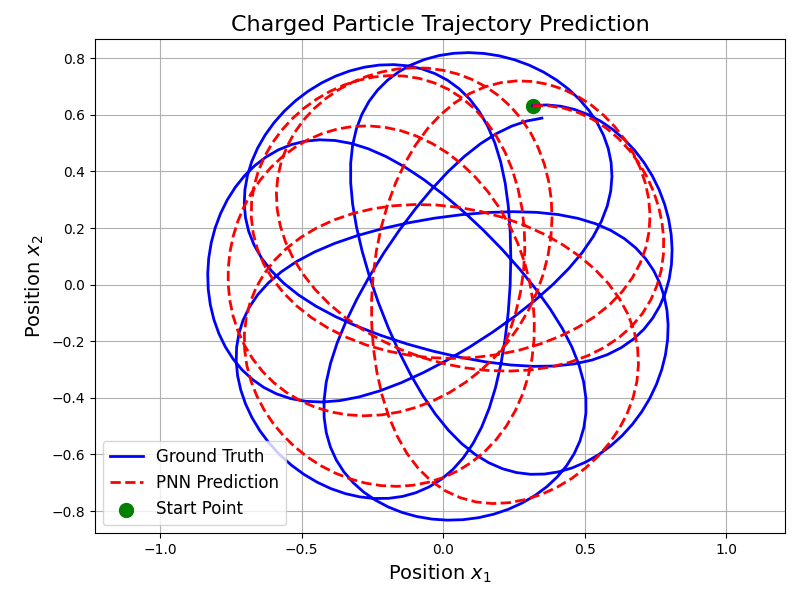 Charged Particle Trajectory Prediction
0.8
0.6
0.4
0.2
0.0
−0.2
−0.4
−0.6
−0.8
Position x₂
Ground Truth
PNN Prediction
Start Point
−1.0 −0.5 0.0 0.5 1.0
Position x₁